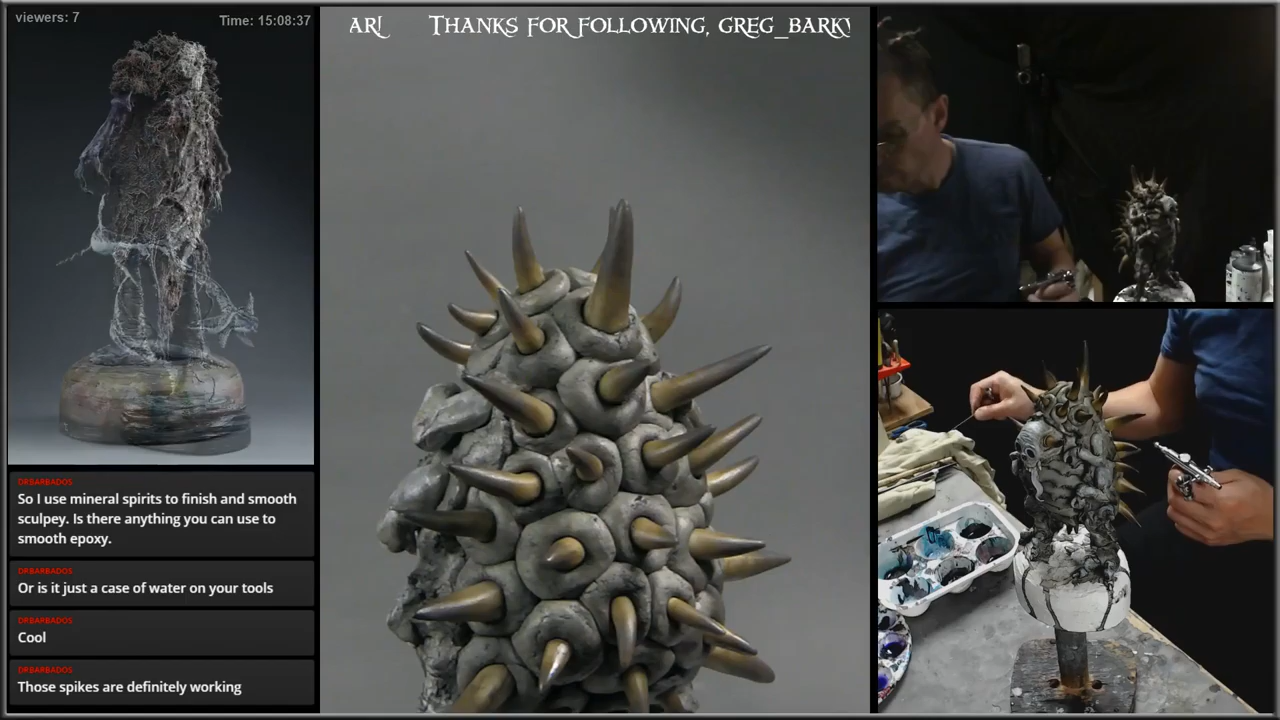 viewers: 7
Time: 15:08:37
THANKS FOR FOLLOWING, GREG_BARK
DRBARBADOS
So I use mineral spirits to finish and smooth
sculpey. Is there anything you can use to
smooth epoxy.
DRBARBADOS
Or is it just a case of water on your tools
DRBARBADOS
Cool
DRBARBADOS
Those spikes are definitely working